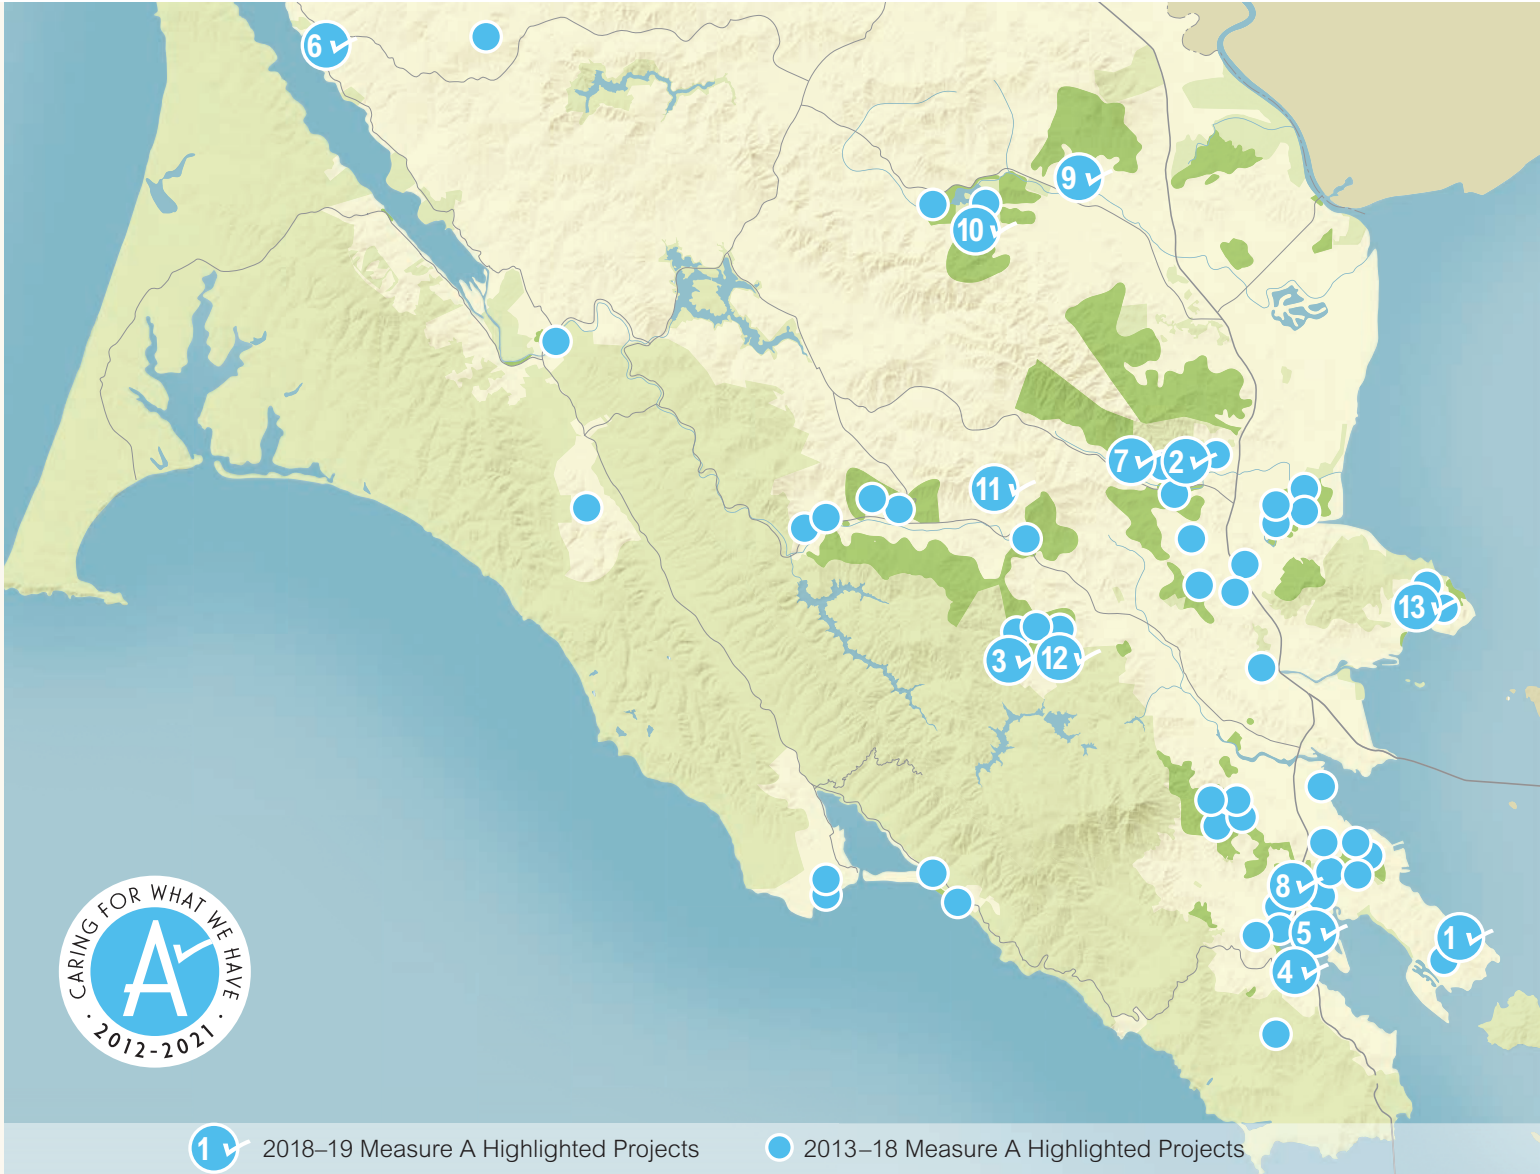 6
9
10
7
2
11
13
3
12
8
5
1
4
CARING FOR WHAT WE HAVE
A
· 2012-2021 ·
1 2018–19 Measure A Highlighted Projects
2013–18 Measure A Highlighted Projects